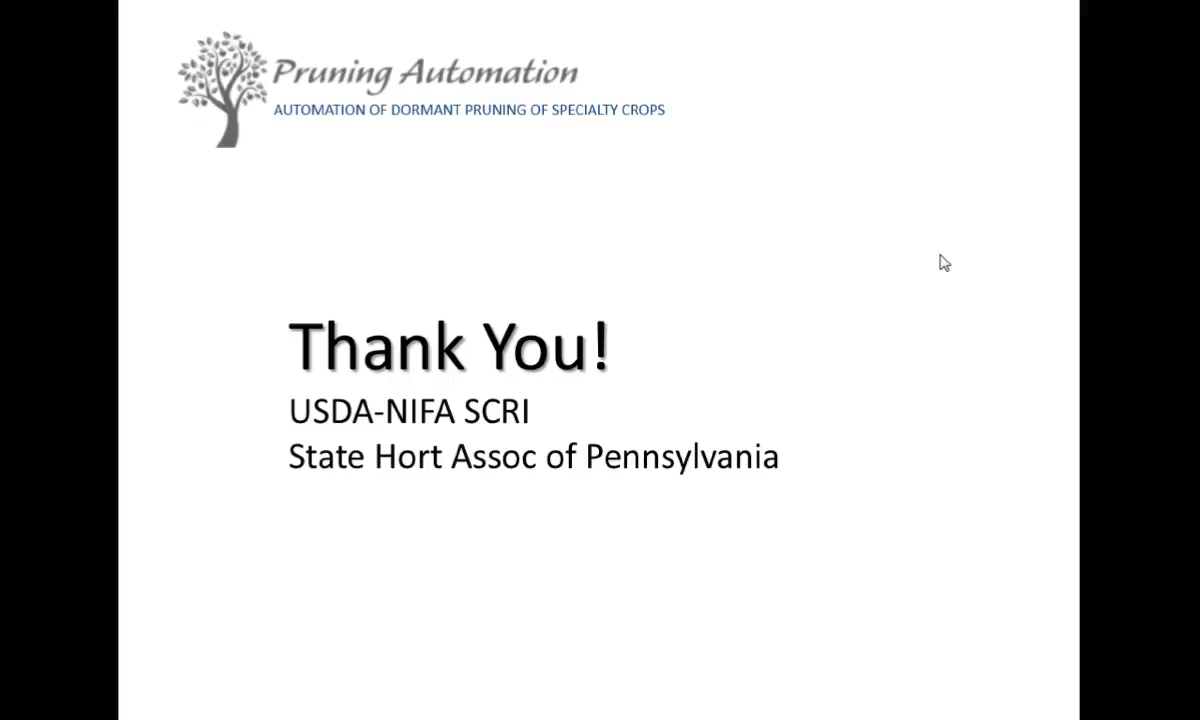 Pruning Automation
AUTOMATION OF DORMANT PRUNING OF SPECIALTY CROPS
Thank You!
USDA-NIFA SCRI
State Hort Assoc of Pennsylvania